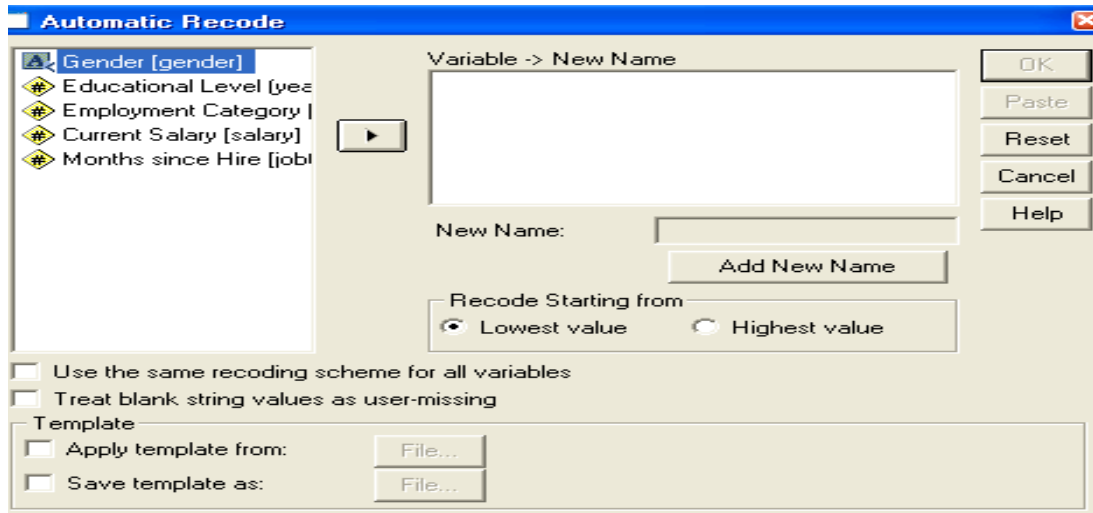 Automatic Recode
Gender [gender]
Educational Level [yea
Employment Category [
Current Salary [salary]
Months since Hire [jobt
Variable -> New Name
OK
Paste
Reset
Cancel
Help
New Name:
Add New Name
Recode Starting from
Lowest value
Highest value
Use the same recoding scheme for all variables
Treat blank string values as user-missing
Template
Apply template from:
File...
Save template as:
File...